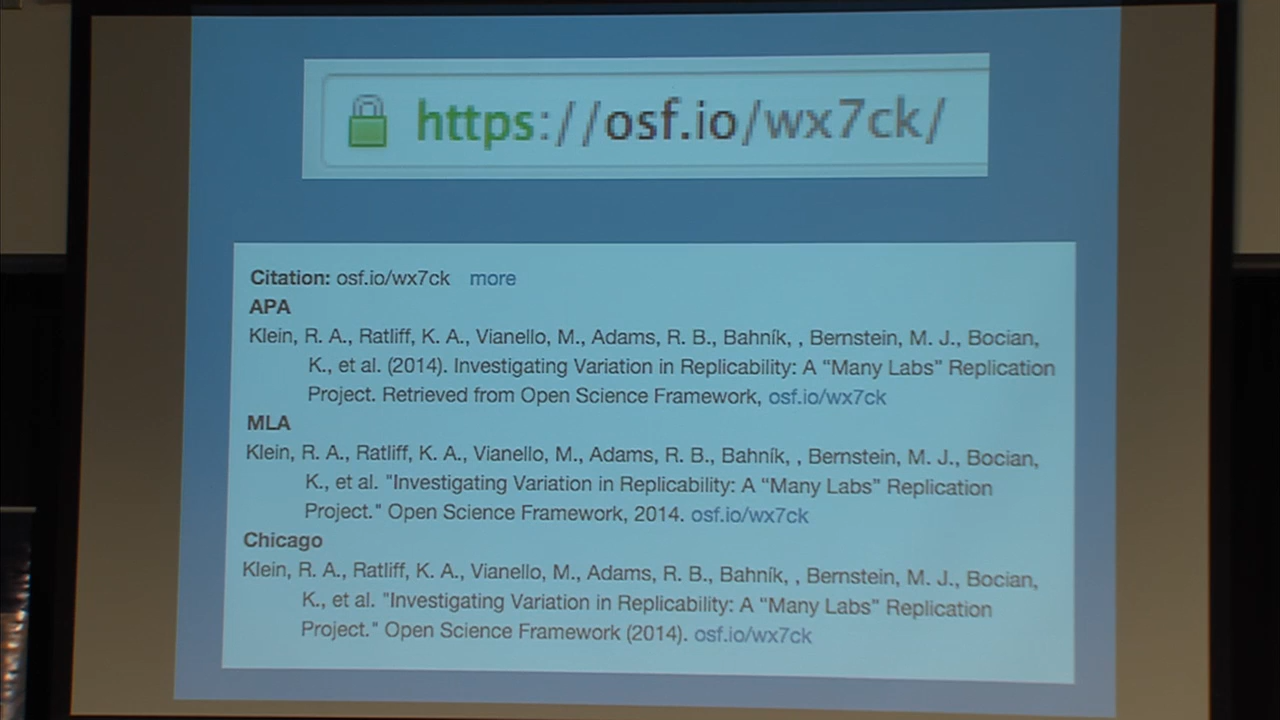 https://osf.io/wx7ck/
Citation: osf.io/wx7ck more
APA
Klein, R. A., Ratliff, K. A., Vianello, M., Adams, R. B., Bahník, , Bernstein, M. J., Bocian,
K., et al. (2014). Investigating Variation in Replicability: A “Many Labs” Replication
Project. Retrieved from Open Science Framework, osf.io/wx7ck
MLA
Klein, R. A., Ratliff, K. A., Vianello, M., Adams, R. B., Bahník, , Bernstein, M. J., Bocian,
K., et al. "Investigating Variation in Replicability: A “Many Labs” Replication
Project." Open Science Framework, 2014. osf.io/wx7ck
Chicago
Klein, R. A., Ratliff, K. A., Vianello, M., Adams, R. B., Bahník, , Bernstein, M. J., Bocian,
K., et al. "Investigating Variation in Replicability: A “Many Labs” Replication
Project." Open Science Framework (2014). osf.io/wx7ck